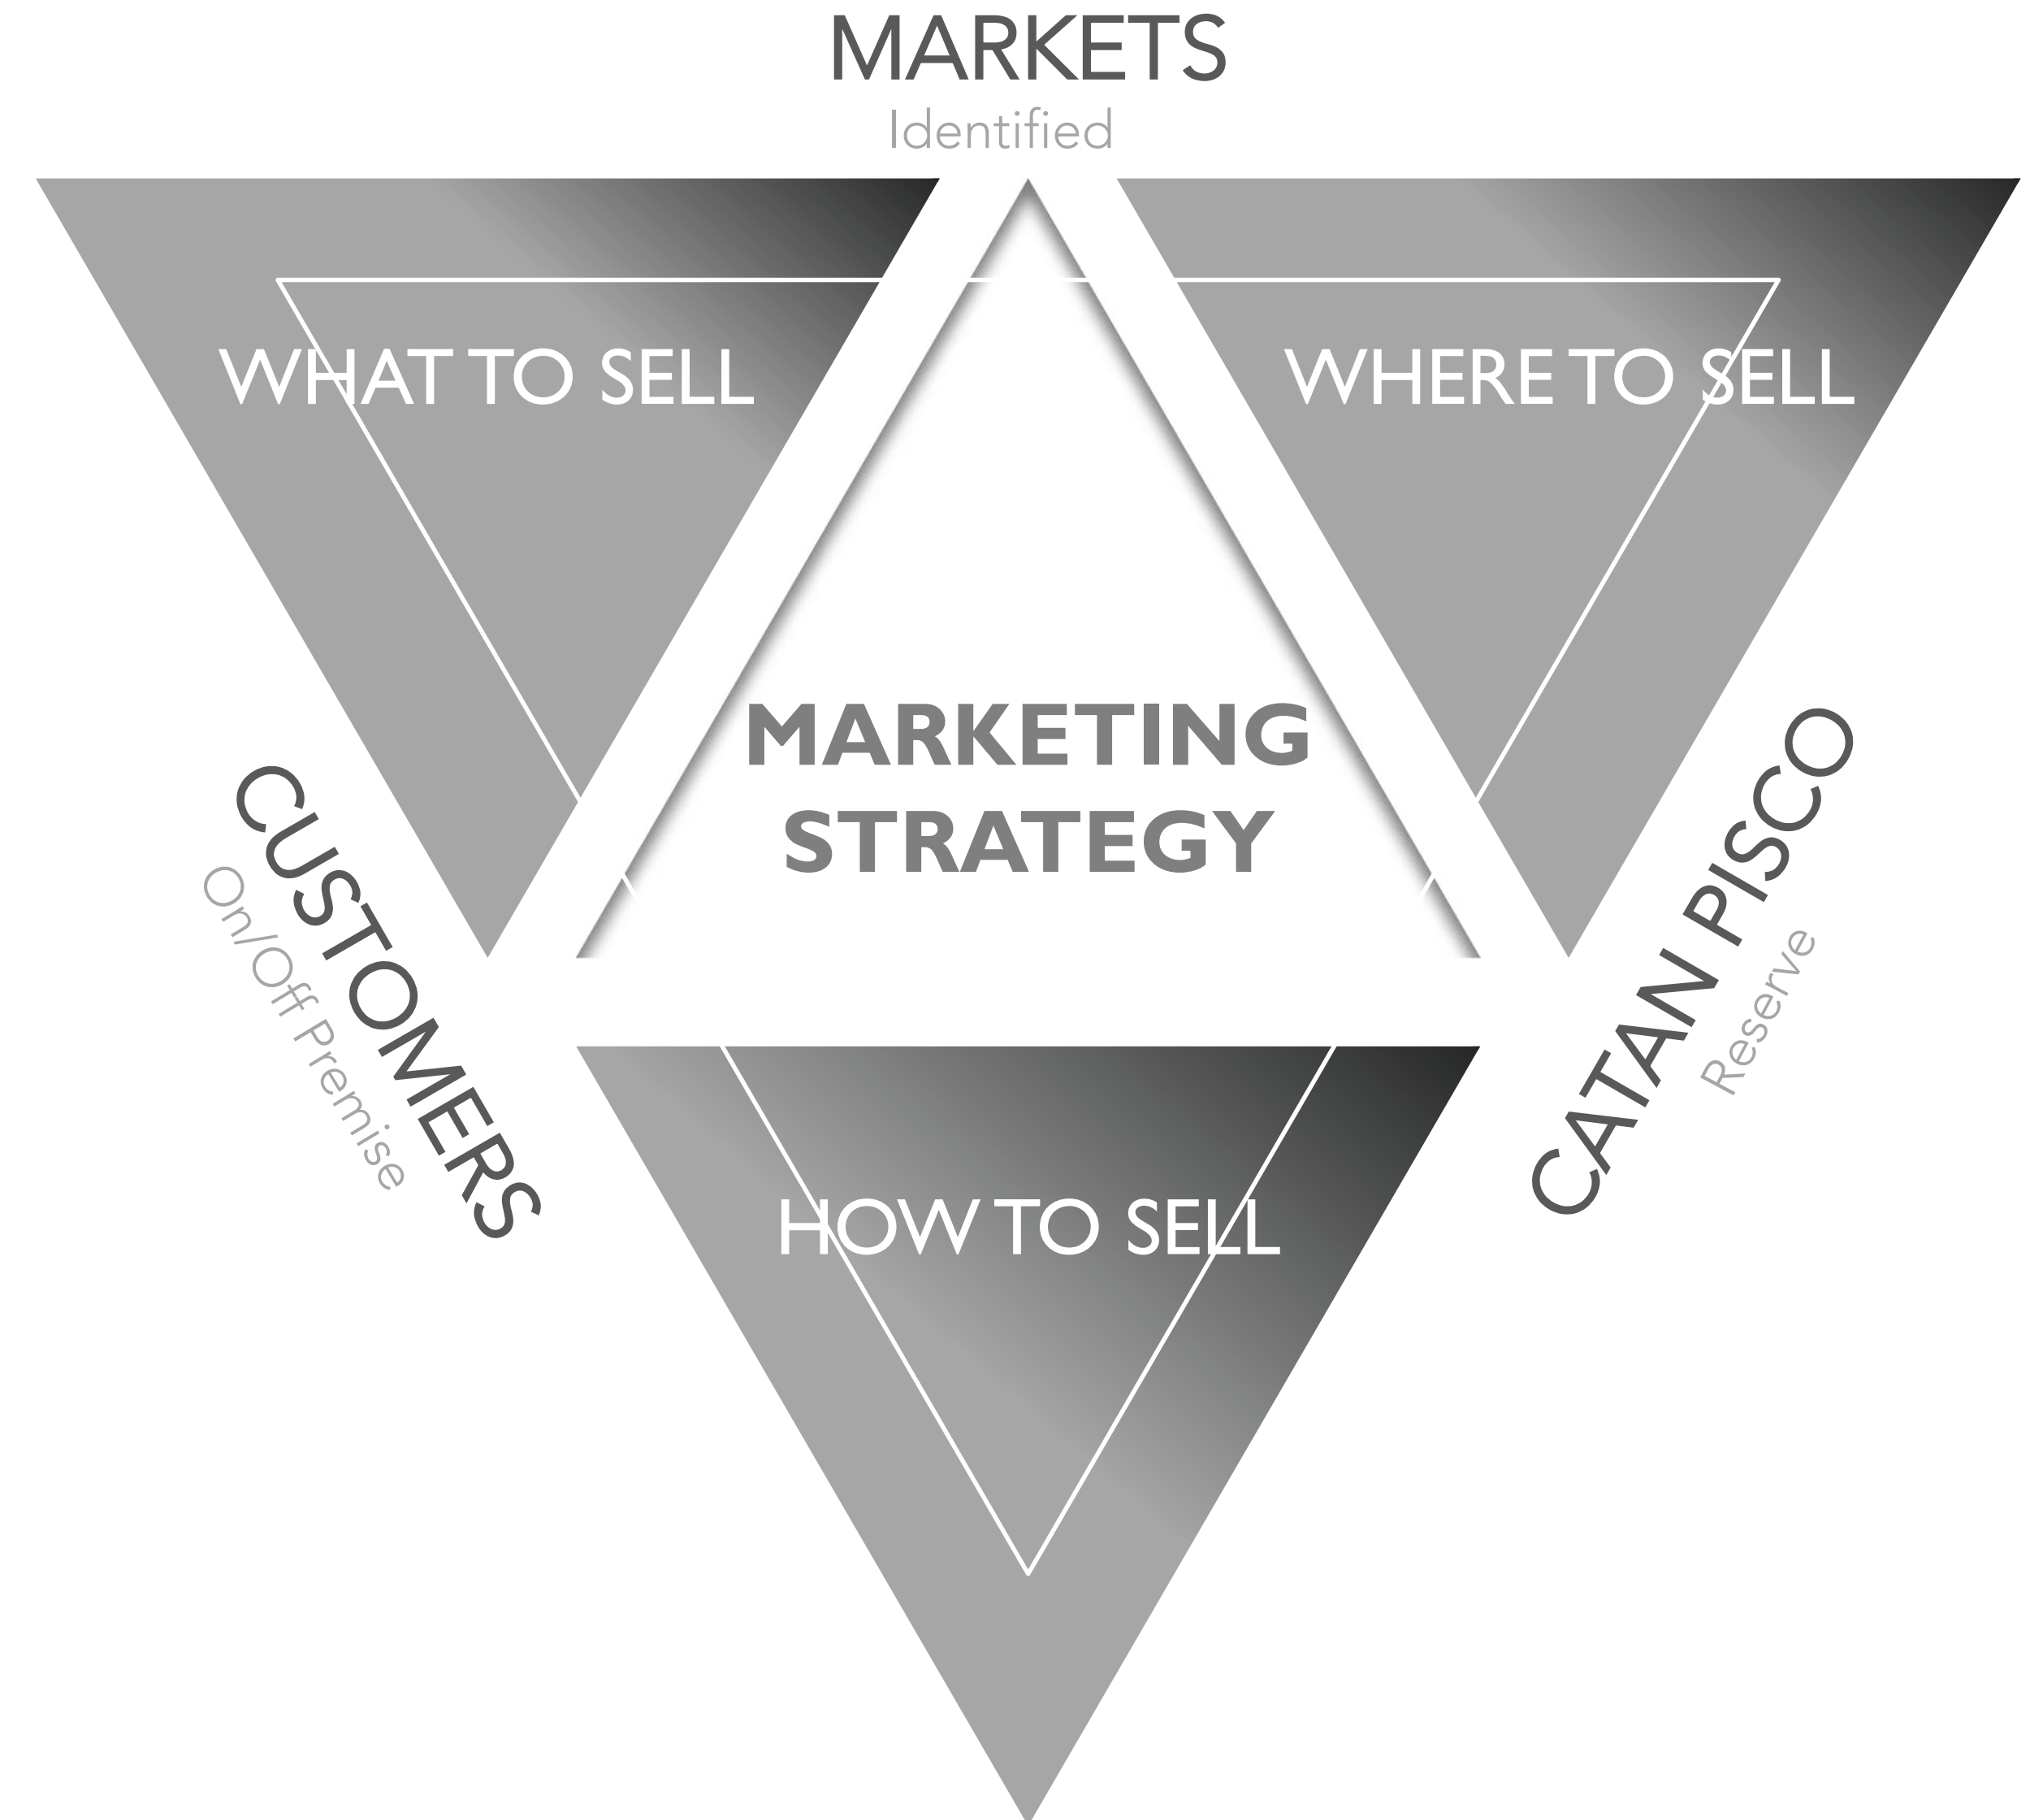 MARKETS
Identified
WHAT TO SELL
WHERE TO SELL
MARKETING
STRATEGY
CUSTOMERS
On/Off Premise
CATAN PISCO
Reserve
HOW TO SELL